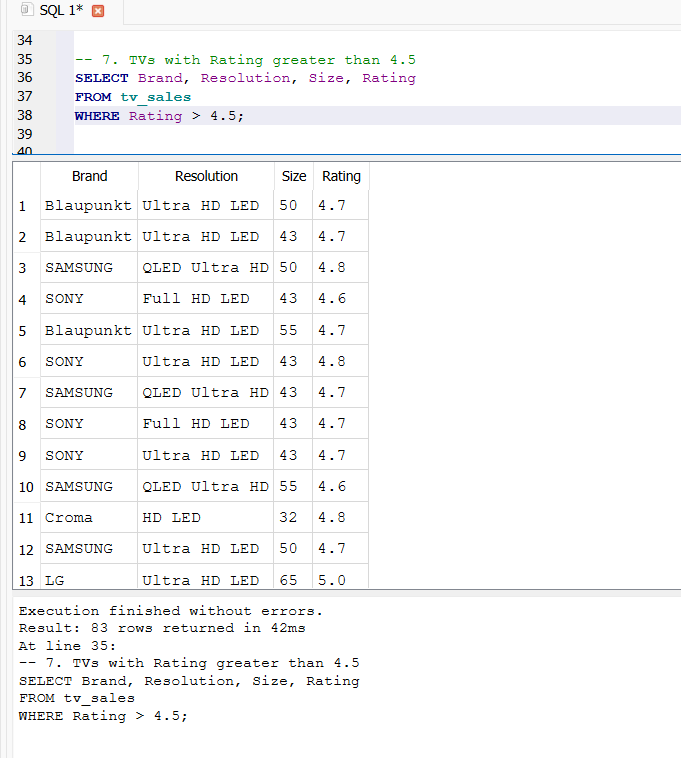 SQL 1*
34
35 -- 7. TVs with Rating greater than 4.5
36 SELECT Brand, Resolution, Size, Rating
37 FROM tv_sales
38 WHERE Rating > 4.5;
39
40
Brand Resolution Size Rating
1 Blaupunkt Ultra HD LED 50 4.7
2 Blaupunkt Ultra HD LED 43 4.7
3 SAMSUNG QLED Ultra HD 50 4.8
4 SONY Full HD LED 43 4.6
5 Blaupunkt Ultra HD LED 55 4.7
6 SONY Ultra HD LED 43 4.8
7 SAMSUNG QLED Ultra HD 43 4.7
8 SONY Full HD LED 43 4.7
9 SONY Ultra HD LED 43 4.7
10 SAMSUNG QLED Ultra HD 55 4.6
11 Croma HD LED 32 4.8
12 SAMSUNG Ultra HD LED 50 4.7
13 LG Ultra HD LED 65 5.0
Execution finished without errors.
Result: 83 rows returned in 42ms
At line 35:
-- 7. TVs with Rating greater than 4.5
SELECT Brand, Resolution, Size, Rating
FROM tv_sales
WHERE Rating > 4.5;